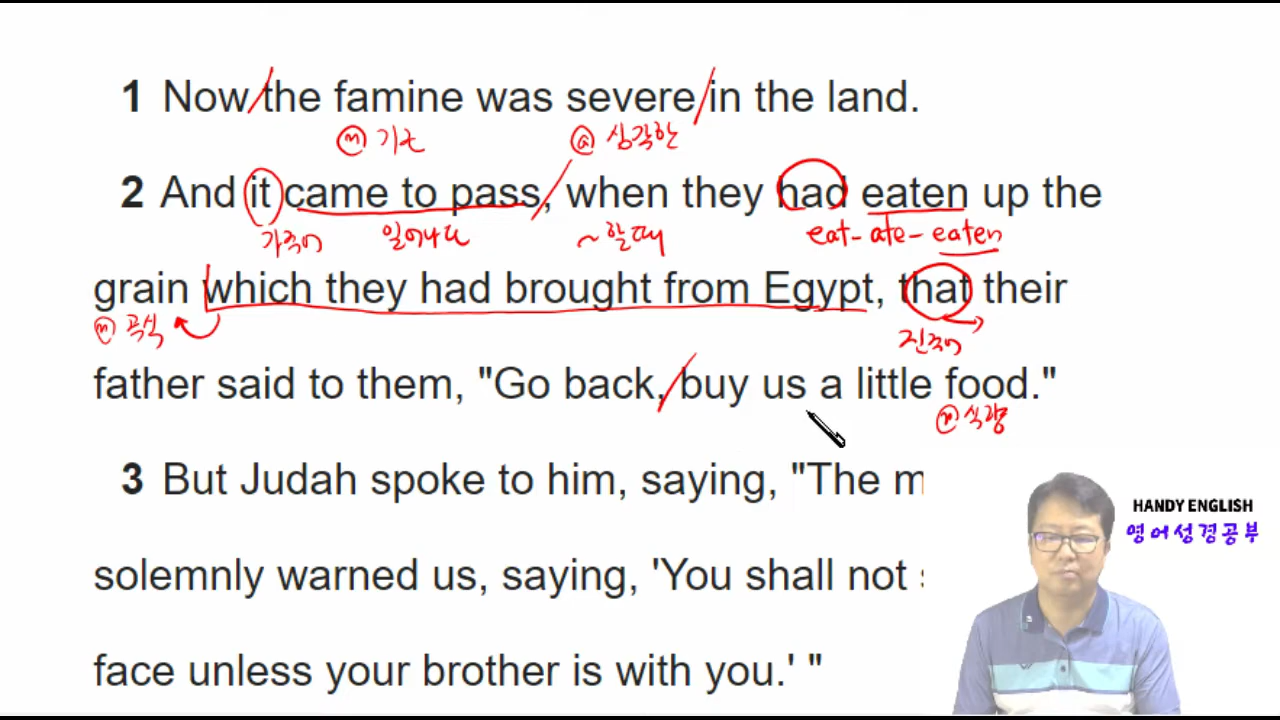 1 Now the famine was severe in the land.
ⓝ 기근 ⓐ 심각한
2 And it came to pass, when they had eaten up the
가주어 일어나다 ~할 때 eat - ate - eaten
grain which they had brought from Egypt, that their
ⓝ 곡식 진주어
father said to them, "Go back, buy us a little food."
ⓝ 식량
3 But Judah spoke to him, saying, "The m
solemnly warned us, saying, 'You shall not s
face unless your brother is with you.' "
HANDY ENGLISH
영어성경공부